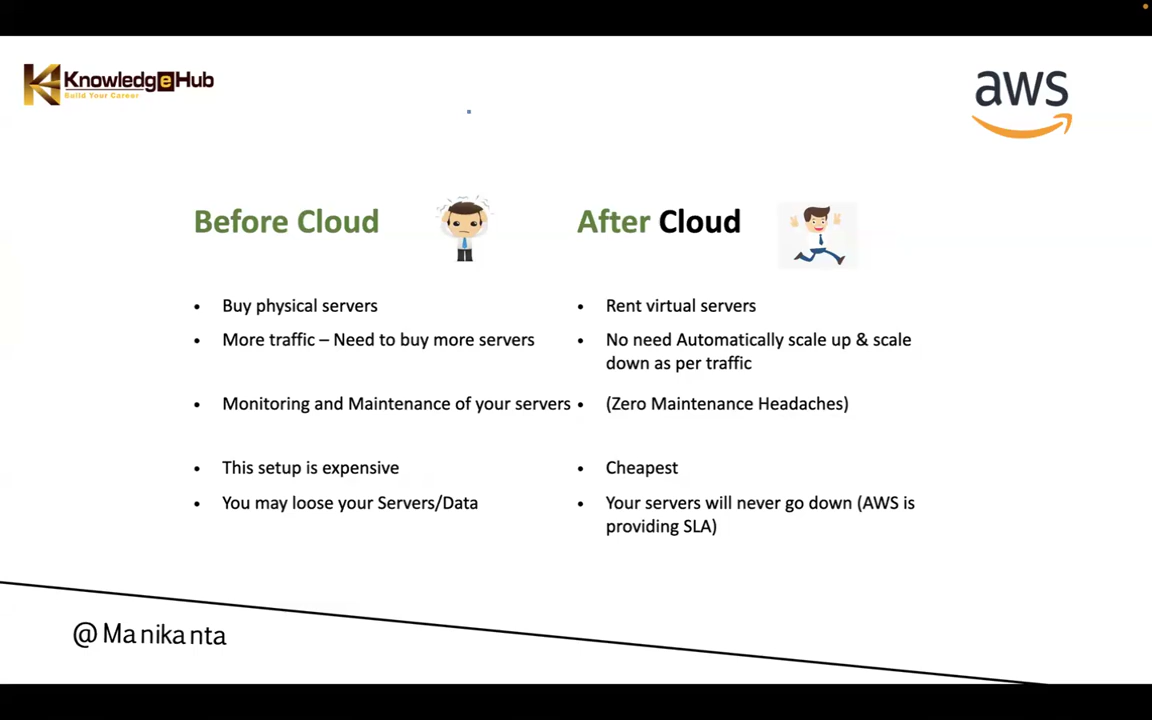 KnowledgeHub
Build Your Career
aws
Before Cloud
• Buy physical servers
• More traffic – Need to buy more servers
• Monitoring and Maintenance of your servers
• This setup is expensive
• You may loose your Servers/Data
After Cloud
• Rent virtual servers
• No need Automatically scale up & scale
down as per traffic
• (Zero Maintenance Headaches)
• Cheapest
• Your servers will never go down (AWS is
providing SLA)
@Manikanta